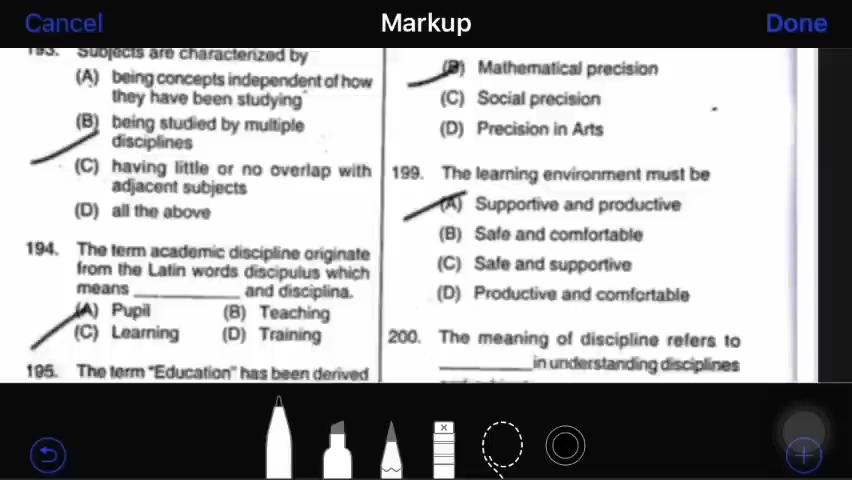 Cancel
Markup
Done
193. Subjects are characterized by
(A) being concepts independent of how
they have been studying
(B) being studied by multiple
disciplines
(C) having little or no overlap with
adjacent subjects
(D) all the above
194. The term academic discipline originate
from the Latin words discipulus which
means __________ and disciplina.
(A) Pupil (B) Teaching
(C) Learning (D) Training
195. The term "Education" has been derived
(B) Mathematical precision
(C) Social precision
(D) Precision in Arts
199. The learning environment must be
(A) Supportive and productive
(B) Safe and comfortable
(C) Safe and supportive
(D) Productive and comfortable
200. The meaning of discipline refers to
__________ in understanding disciplines